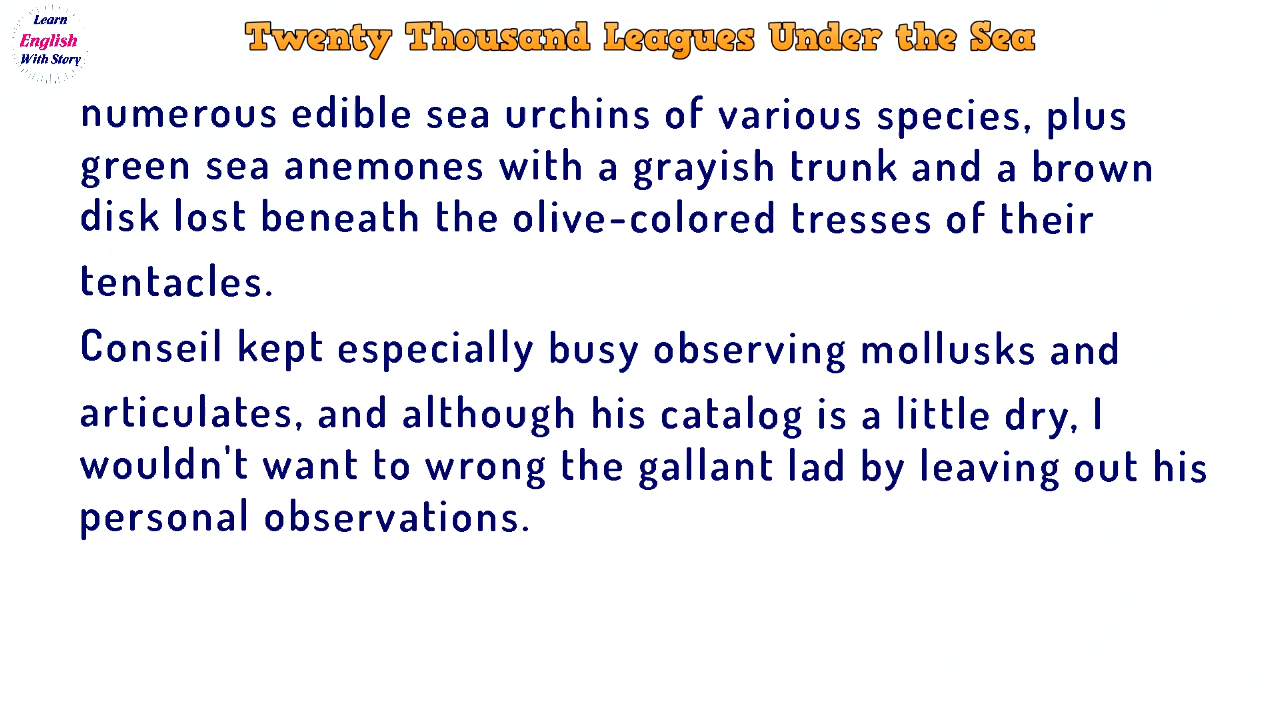 Learn
English
With Story
Twenty Thousand Leagues Under the Sea
numerous edible sea urchins of various species, plus
green sea anemones with a grayish trunk and a brown
disk lost beneath the olive-colored tresses of their
tentacles.
Conseil kept especially busy observing mollusks and
articulates, and although his catalog is a little dry, I
wouldn't want to wrong the gallant lad by leaving out his
personal observations.